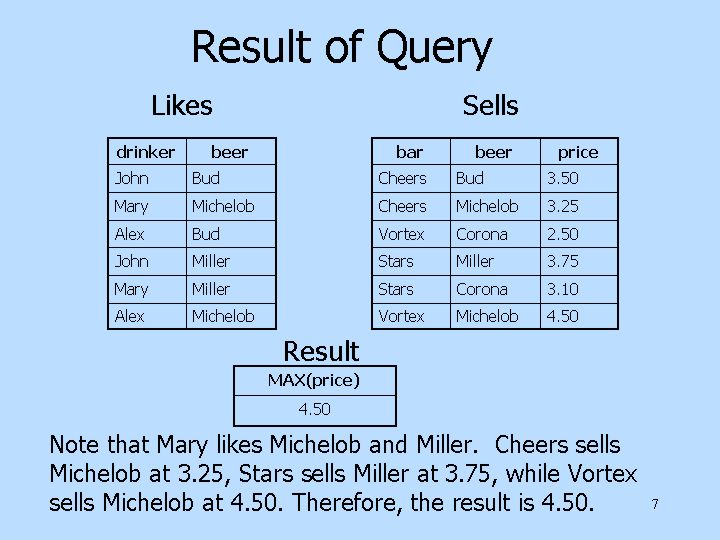 Result of Query
Likes Sells
drinker beer bar beer price
John Bud Cheers Bud 3.50
Mary Michelob Cheers Michelob 3.25
Alex Bud Vortex Corona 2.50
John Miller Stars Miller 3.75
Mary Miller Stars Corona 3.10
Alex Michelob Vortex Michelob 4.50
Result
MAX(price)
4.50
Note that Mary likes Michelob and Miller. Cheers sells
Michelob at 3.25, Stars sells Miller at 3.75, while Vortex
sells Michelob at 4.50. Therefore, the result is 4.50.
7